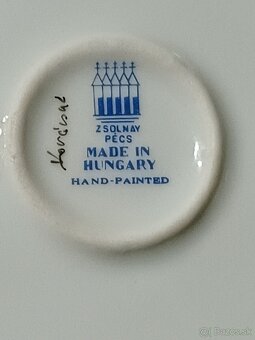 ZSOLNAY
PÉCS
MADE IN
HUNGARY
HAND-PAINTED